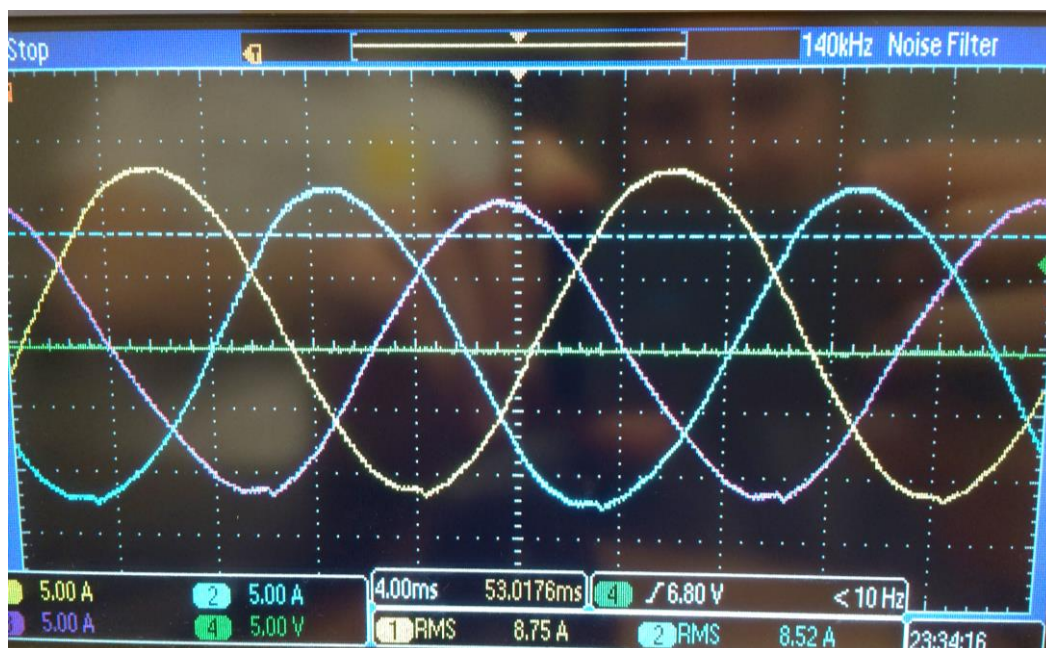 Stop 140kHz Noise Filter
5.00 A 2 5.00 A 4.00ms 53.0176ms 4 6.80 V < 10 Hz
3 5.00 A 4 5.00 V 1 RMS 8.75 A 2 RMS 8.52 A 23:34:16